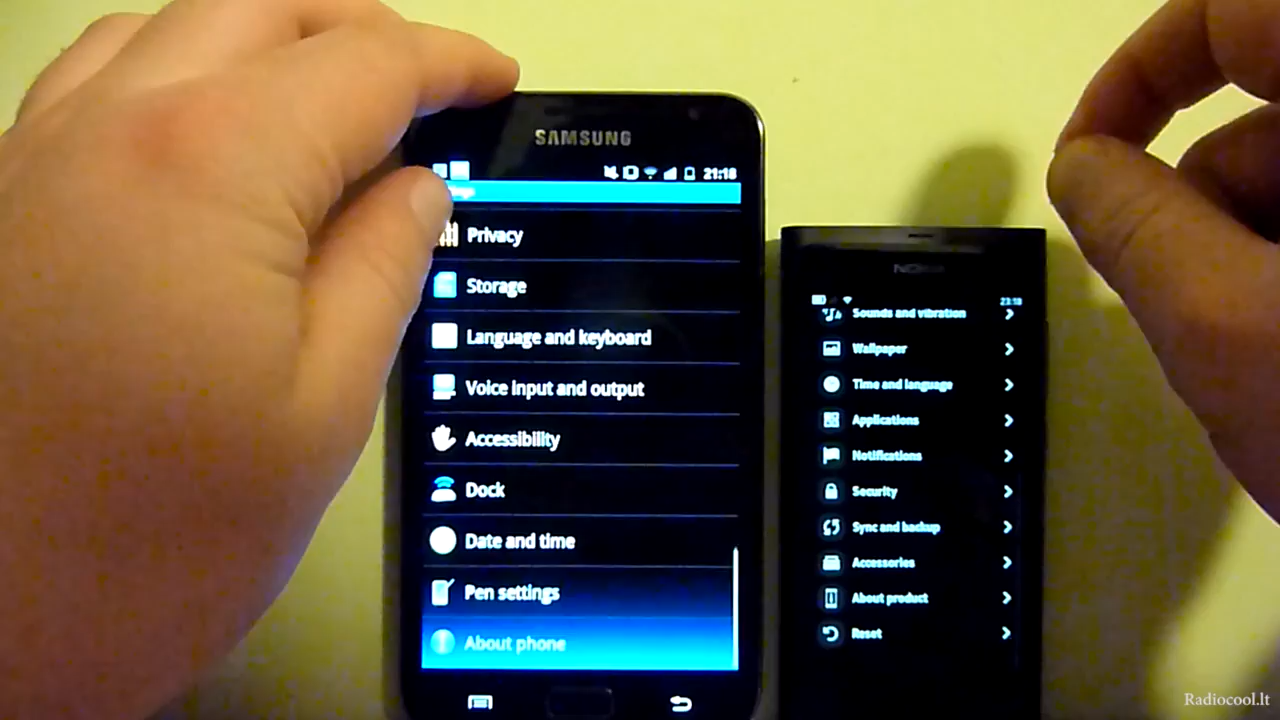 SAMSUNG
21:18
Privacy
Storage
Language and keyboard
Voice input and output
Accessibility
Dock
Date and time
Pen settings
About phone
NOKIA
23:18
Sounds and vibration
Wallpaper
Time and language
Applications
Notifications
Security
Sync and backup
Accessories
About product
Reset
Radiocool.lt